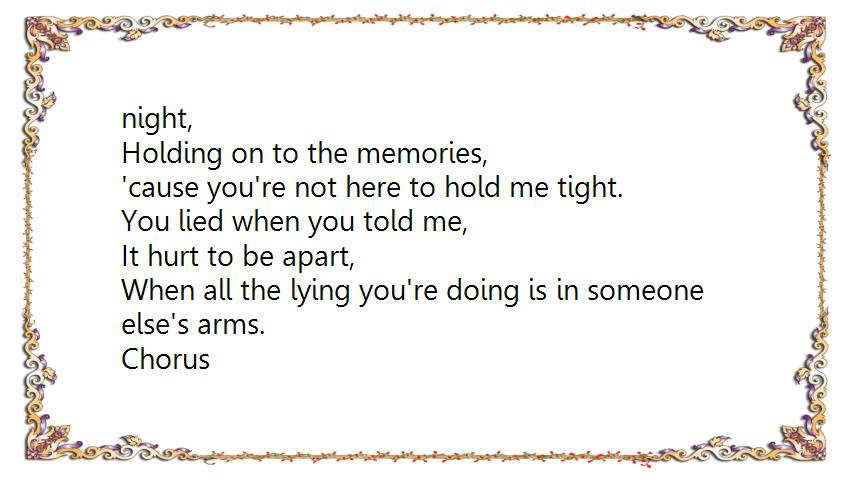 night,
Holding on to the memories,
'cause you're not here to hold me tight.
You lied when you told me,
It hurt to be apart,
When all the lying you're doing is in someone
else's arms.
Chorus